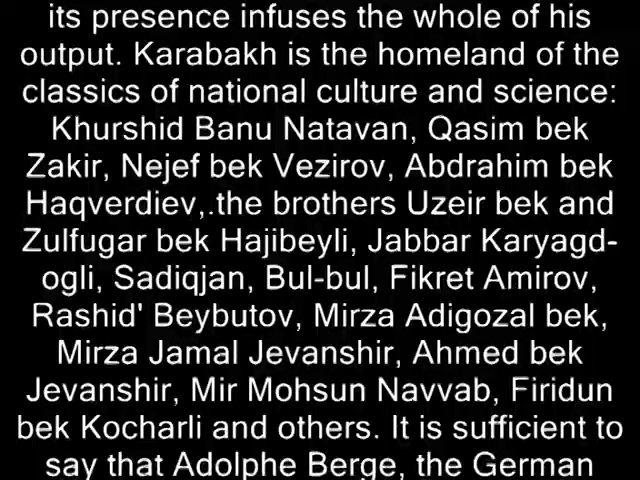 its presence infuses the whole of his
output. Karabakh is the homeland of the
classics of national culture and science:
Khurshid Banu Natavan, Qasim bek
Zakir, Nejef bek Vezirov, Abdrahim bek
Haqverdiev,.the brothers Uzeir bek and
Zulfugar bek Hajibeyli, Jabbar Karyagd-
ogli, Sadiqjan, Bul-bul, Fikret Amirov,
Rashid' Beybutov, Mirza Adigozal bek,
Mirza Jamal Jevanshir, Ahmed bek
Jevanshir, Mir Mohsun Navvab, Firidun
bek Kocharli and others. It is sufficient to
say that Adolphe Berge, the German